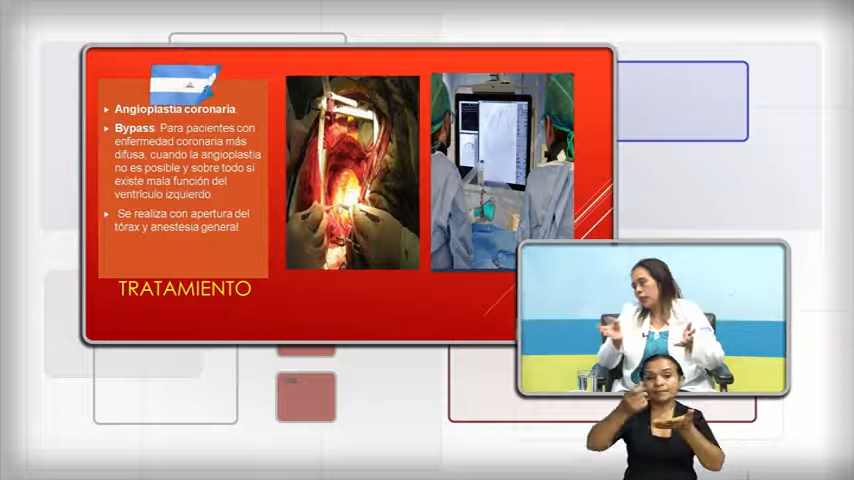 Angioplastia coronaria.
Bypass. Para pacientes con
enfermedad coronaria más
difusa, cuando la angioplastia
no es posible y sobre todo si
existe mala función del
ventrículo izquierdo
Se realiza con apertura del
tórax y anestesia general
TRATAMIENTO